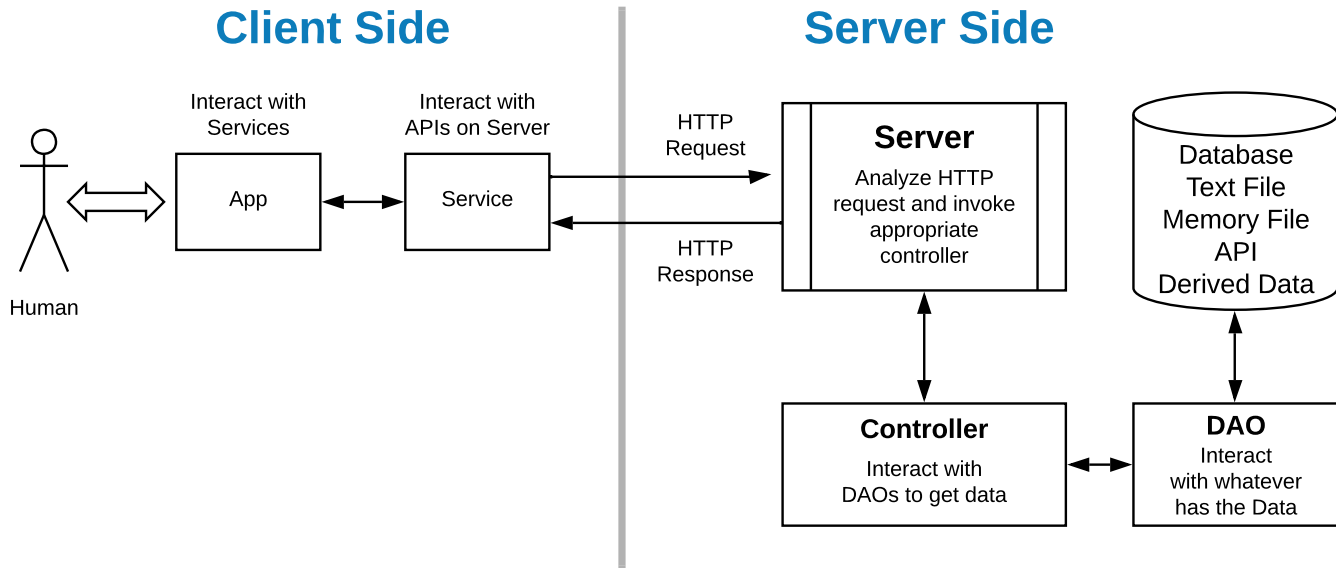 Client Side
Server Side
Interact with
Services
Interact with
APIs on Server
App
Service
Human
HTTP
Request
HTTP
Response
Server
Analyze HTTP
request and invoke
appropriate
controller
Database
Text File
Memory File
API
Derived Data
Controller
Interact with
DAOs to get data
DAO
Interact
with whatever
has the Data